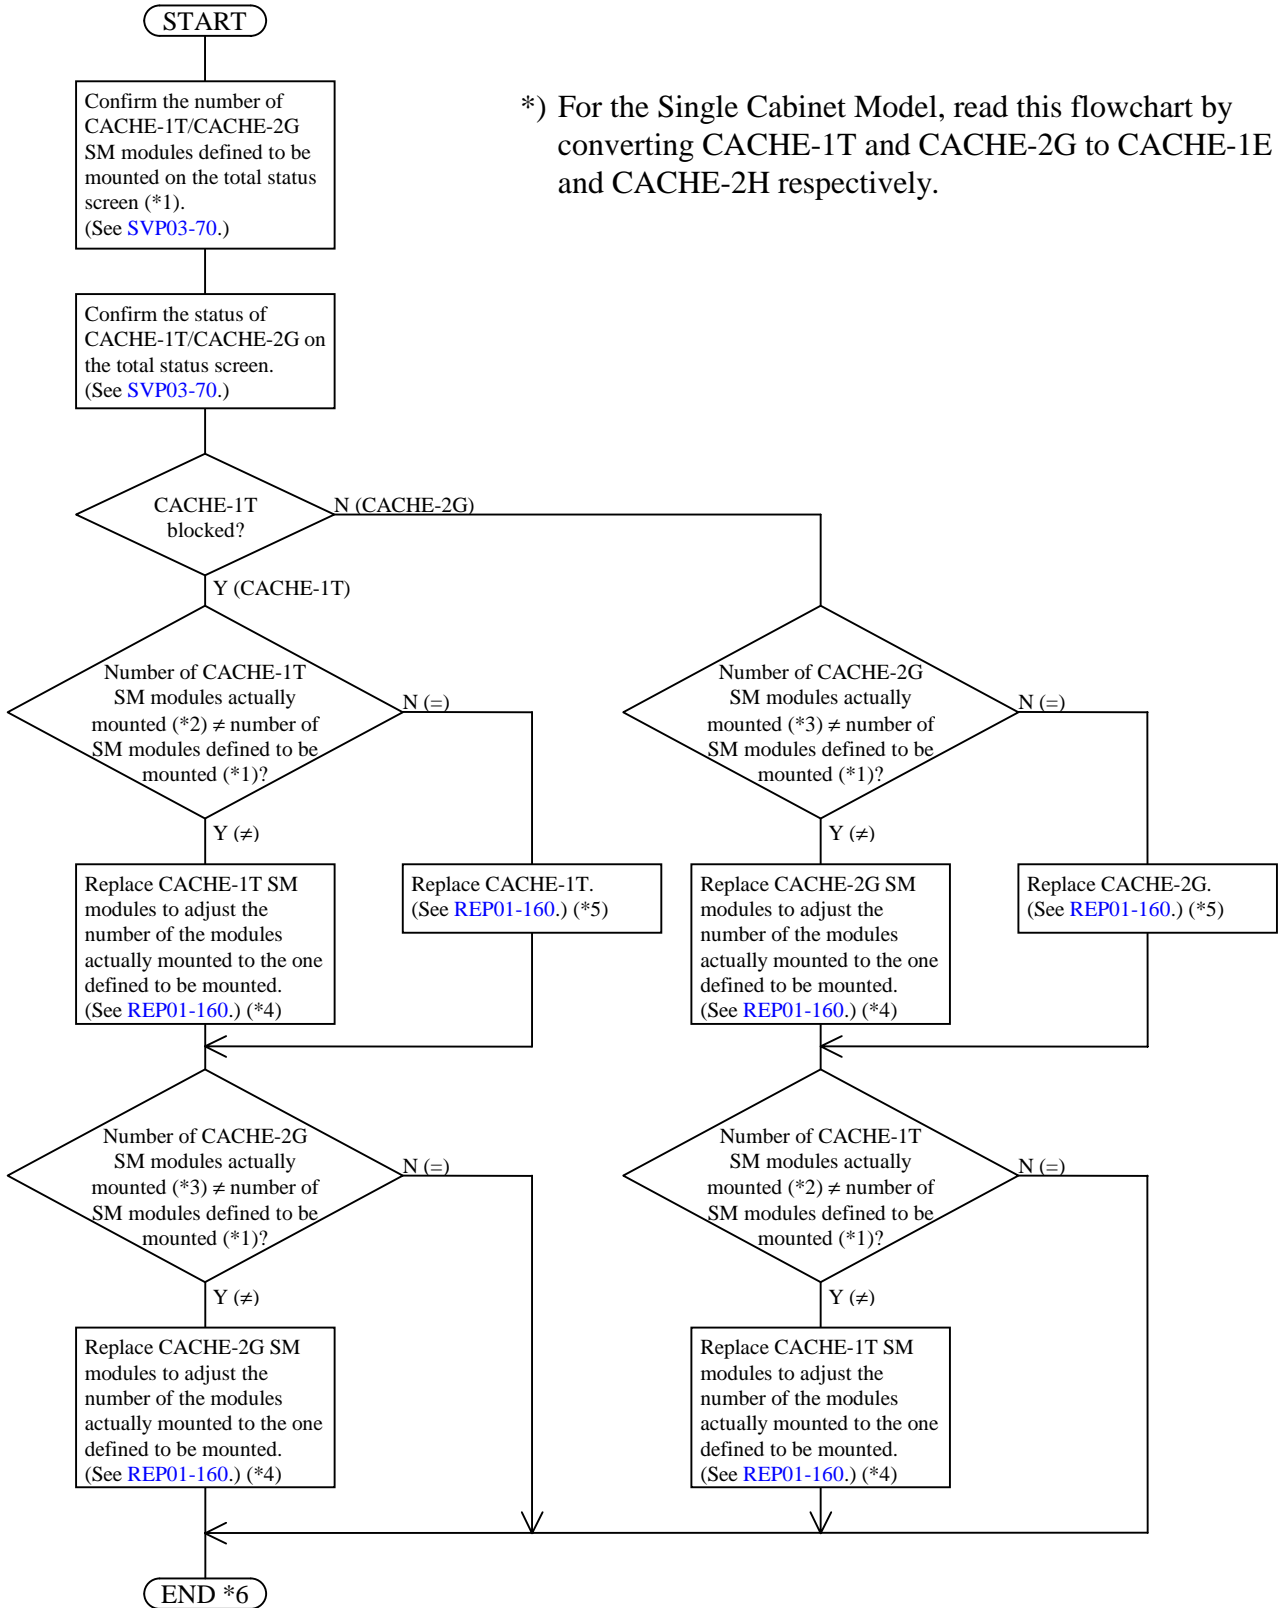 START
Confirm the number of
CACHE-1T/CACHE-2G
SM modules defined to be
mounted on the total status
screen (*1).
(See SVP03-70.)
*) For the Single Cabinet Model, read this flowchart by
converting CACHE-1T and CACHE-2G to CACHE-1E
and CACHE-2H respectively.
Confirm the status of
CACHE-1T/CACHE-2G on
the total status screen.
(See SVP03-70.)
CACHE-1T
blocked?
N (CACHE-2G)
Y (CACHE-1T)
Number of CACHE-1T
SM modules actually
mounted (*2) ≠ number of
SM modules defined to be
mounted (*1)?
N (=)
Y (≠)
Number of CACHE-2G
SM modules actually
mounted (*3) ≠ number of
SM modules defined to be
mounted (*1)?
N (=)
Y (≠)
Replace CACHE-1T SM
modules to adjust the
number of the modules
actually mounted to the one
defined to be mounted.
(See REP01-160.) (*4)
Replace CACHE-1T.
(See REP01-160.) (*5)
Replace CACHE-2G SM
modules to adjust the
number of the modules
actually mounted to the one
defined to be mounted.
(See REP01-160.) (*4)
Replace CACHE-2G.
(See REP01-160.) (*5)
Number of CACHE-2G
SM modules actually
mounted (*3) ≠ number of
SM modules defined to be
mounted (*1)?
N (=)
Y (≠)
Number of CACHE-1T
SM modules actually
mounted (*2) ≠ number of
SM modules defined to be
mounted (*1)?
N (=)
Y (≠)
Replace CACHE-2G SM
modules to adjust the
number of the modules
actually mounted to the one
defined to be mounted.
(See REP01-160.) (*4)
Replace CACHE-1T SM
modules to adjust the
number of the modules
actually mounted to the one
defined to be mounted.
(See REP01-160.) (*4)
END *6